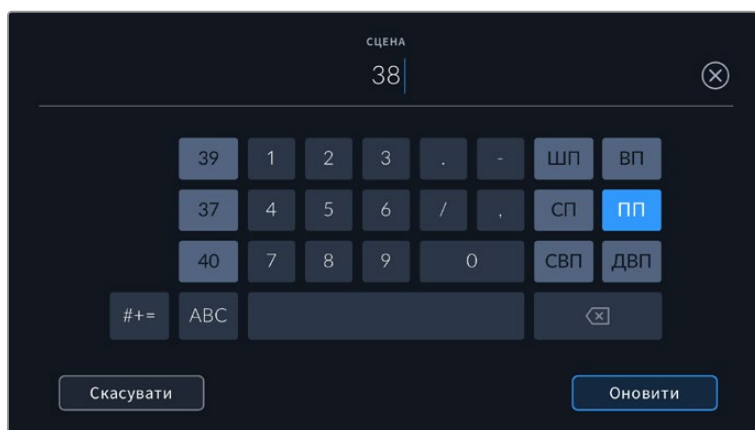 СЦЕНА
38
39 1 2 3 . - ШП ВП
37 4 5 6 / , СП ПП
40 7 8 9 0 СВП ДВП
#+= ABC
Скасувати Оновити